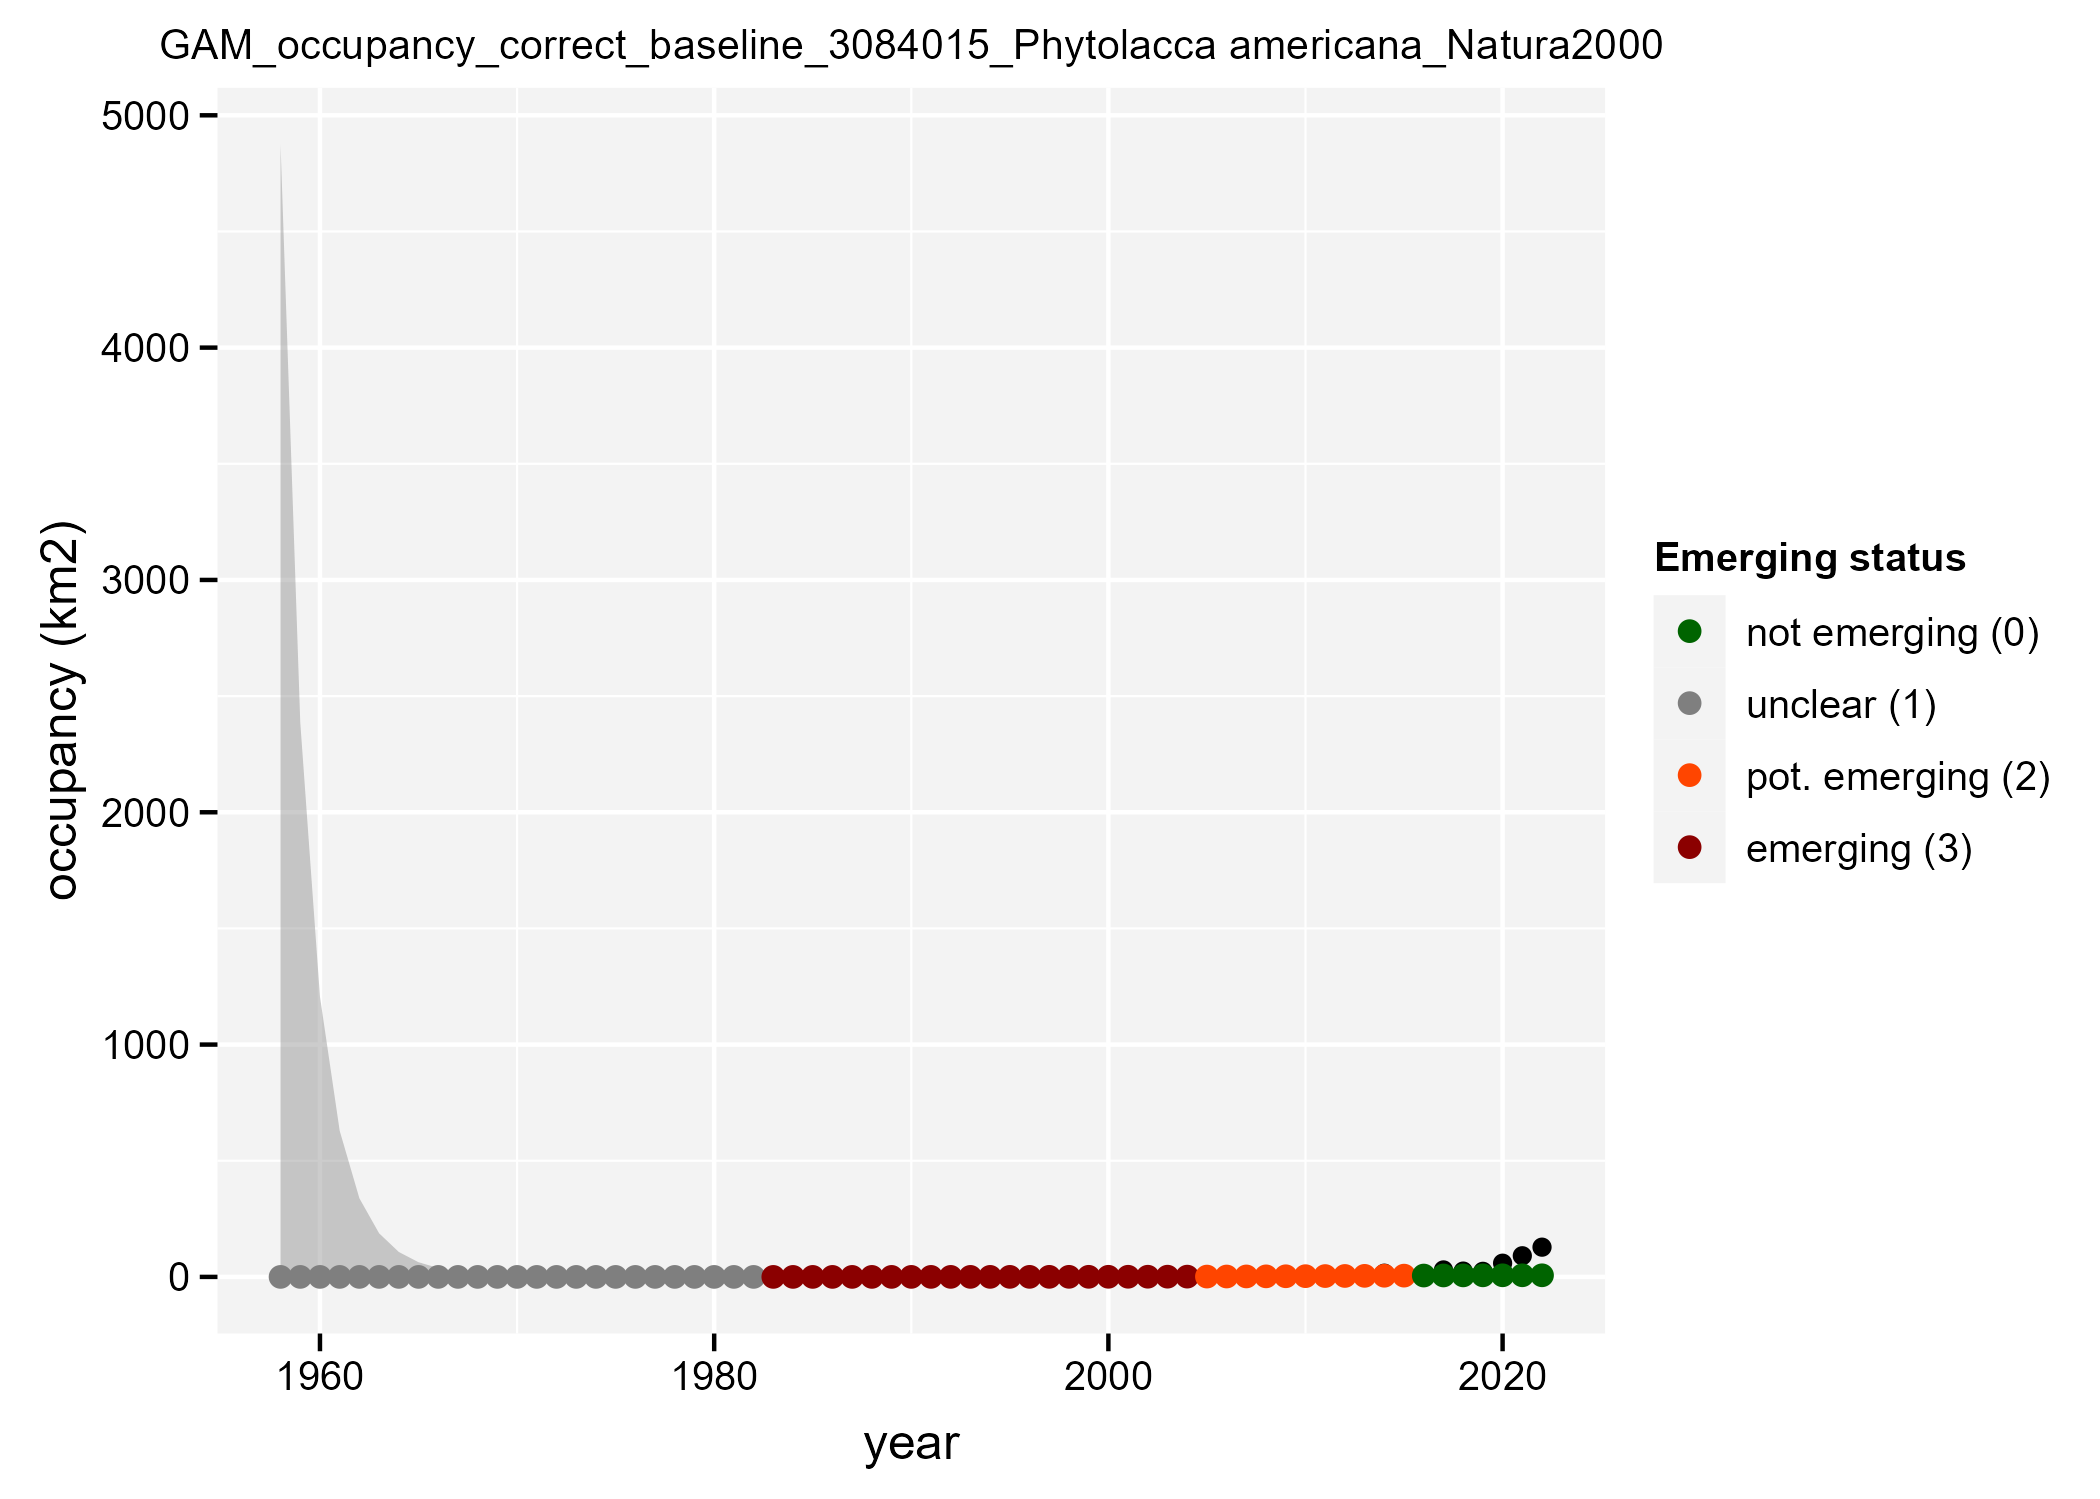 GAM_occupancy_correct_baseline_3084015_Phytolacca americana_Natura2000
5000
4000
3000
2000
1000
0
occupancy (km2)
1960
1980
2000
2020
year
Emerging status
not emerging (0)
unclear (1)
pot. emerging (2)
emerging (3)